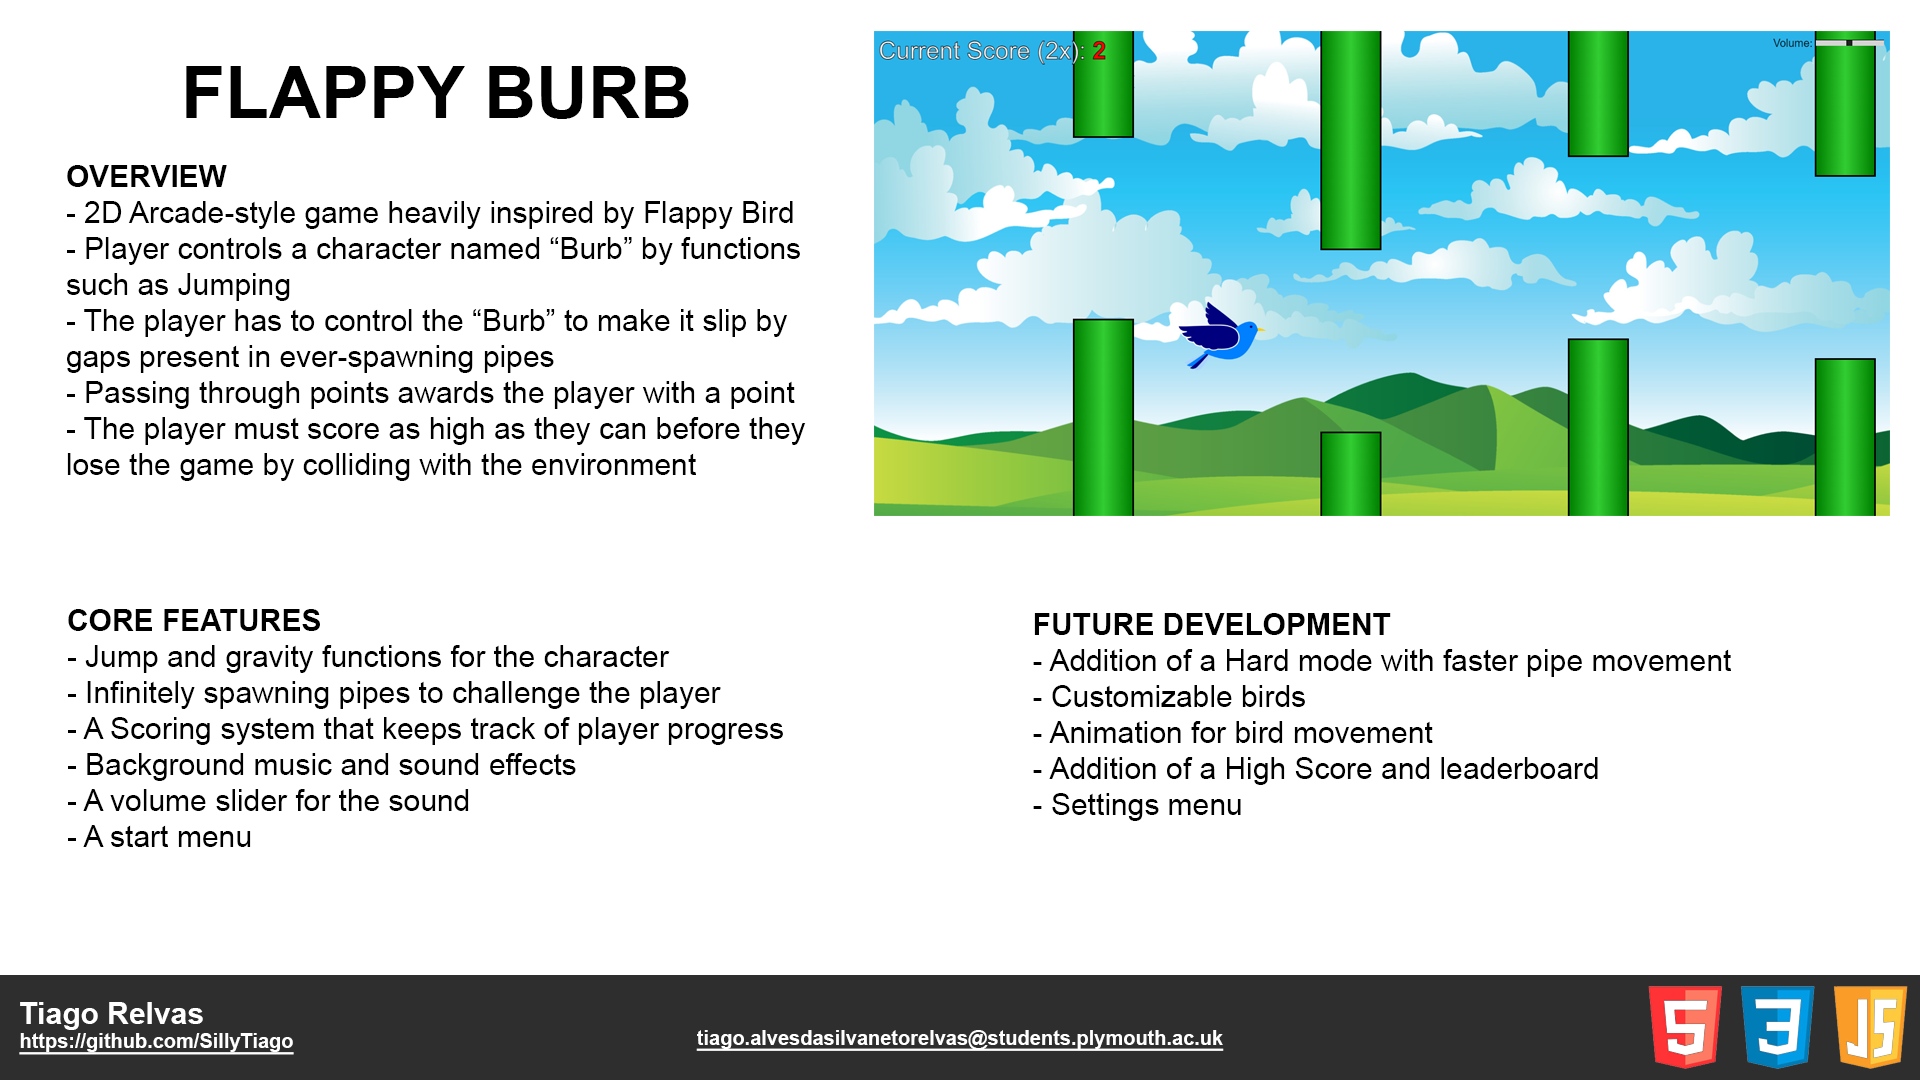 FLAPPY BURB
OVERVIEW
- 2D Arcade-style game heavily inspired by Flappy Bird
- Player controls a character named “Burb” by functions
such as Jumping
- The player has to control the “Burb” to make it slip by
gaps present in ever-spawning pipes
- Passing through points awards the player with a point
- The player must score as high as they can before they
lose the game by colliding with the environment
Current Score (2x): 2
Volume:
CORE FEATURES
- Jump and gravity functions for the character
- Infinitely spawning pipes to challenge the player
- A Scoring system that keeps track of player progress
- Background music and sound effects
- A volume slider for the sound
- A start menu
FUTURE DEVELOPMENT
- Addition of a Hard mode with faster pipe movement
- Customizable birds
- Animation for bird movement
- Addition of a High Score and leaderboard
- Settings menu
Tiago Relvas
https://github.com/SillyTiago
tiago.alvesdasilvanetorelvas@students.plymouth.ac.uk
5
3
JS